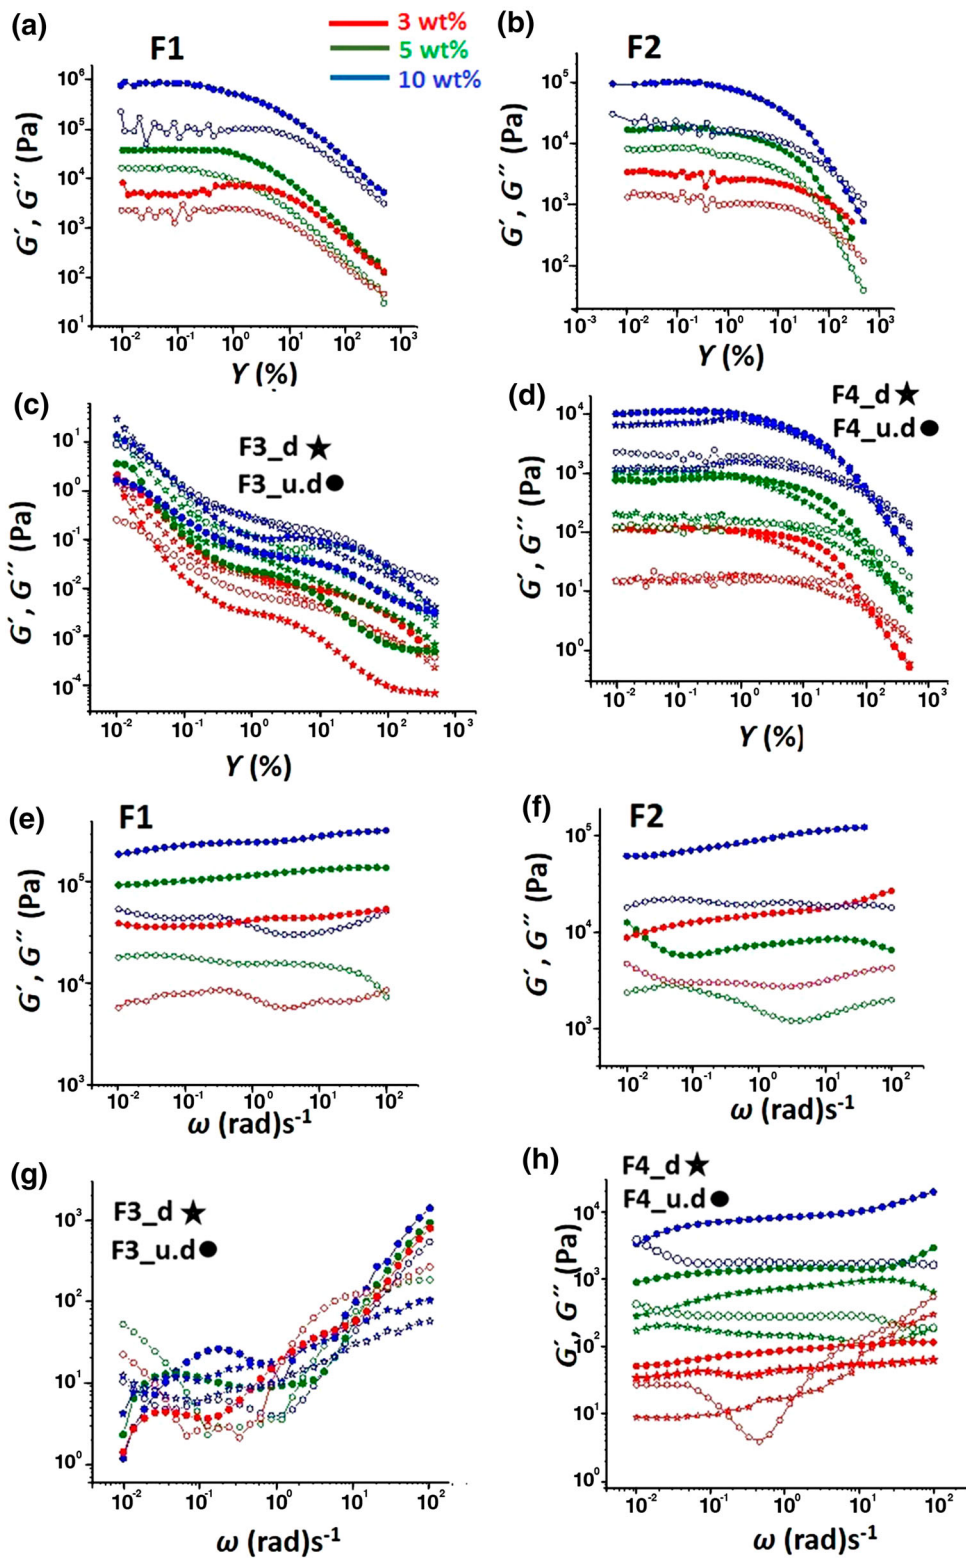 (a)
F1
3 wt%
5 wt%
10 wt%
G′, G′′ (Pa)
10⁶
10⁵
10⁴
10³
10²
10¹
10⁻² 10⁻¹ 10⁰ 10¹ 10² 10³
ϒ (%)
(b)
F2
G′, G′′ (Pa)
10⁵
10⁴
10³
10²
10⁻³ 10⁻² 10⁻¹ 10⁰ 10¹ 10² 10³
ϒ (%)
(c)
F3_d
F3_u.d
G′, G′′ (Pa)
10¹
10⁰
10⁻¹
10⁻²
10⁻³
10⁻⁴
10⁻² 10⁻¹ 10⁰ 10¹ 10² 10³
ϒ (%)
(d)
F4_d
F4_u.d
G′, G′′ (Pa)
10⁴
10³
10²
10¹
10⁰
10⁻² 10⁻¹ 10⁰ 10¹ 10² 10³
ϒ (%)
(e)
F1
G′, G′′ (Pa)
10⁵
10⁴
10³
10⁻² 10⁻¹ 10⁰ 10¹ 10²
ω (rad)s⁻¹
(f)
F2
G′, G′′ (Pa)
10⁵
10⁴
10³
10⁻² 10⁻¹ 10⁰ 10¹ 10²
ω (rad)s⁻¹
(g)
F3_d
F3_u.d
G′, G′′ (Pa)
10³
10²
10¹
10⁰
10⁻² 10⁻¹ 10⁰ 10¹ 10²
ω (rad)s⁻¹
(h)
F4_d
F4_u.d
G′, G′′ (Pa)
10⁴
10³
10²
10¹
10⁰
10⁻² 10⁻¹ 10⁰ 10¹ 10²
ω (rad)s⁻¹